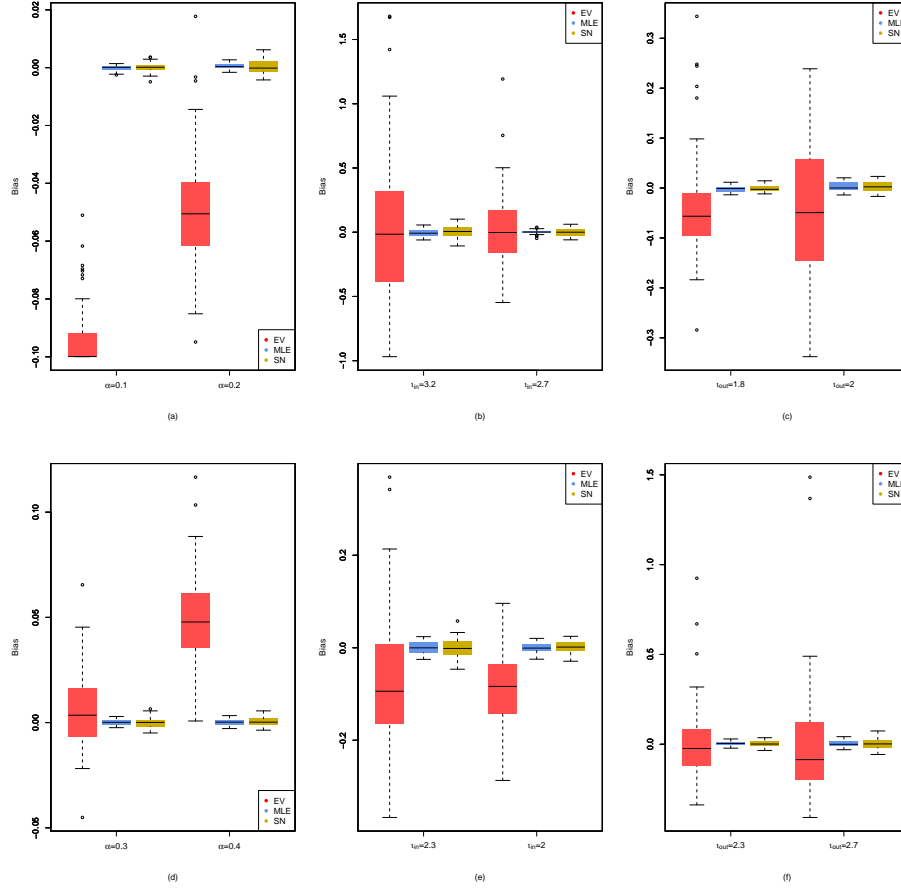 Bias
0.02
0.00
−0.02
−0.04
−0.06
−0.08
−0.10
EV
MLE
SN
α=0.1
α=0.2
(a)
Bias
1.5
1.0
0.5
0.0
−0.5
−1.0
EV
MLE
SN
τin=3.2
τin=2.7
(b)
Bias
0.3
0.2
0.1
0.0
−0.1
−0.2
−0.3
EV
MLE
SN
τout=1.8
τout=2
(c)
Bias
0.10
0.05
0.00
−0.05
EV
MLE
SN
α=0.3
α=0.4
(d)
Bias
0.2
0.0
−0.2
EV
MLE
SN
τin=2.3
τin=2
(e)
Bias
1.5
1.0
0.5
0.0
EV
MLE
SN
τout=2.3
τout=2.7
(f)